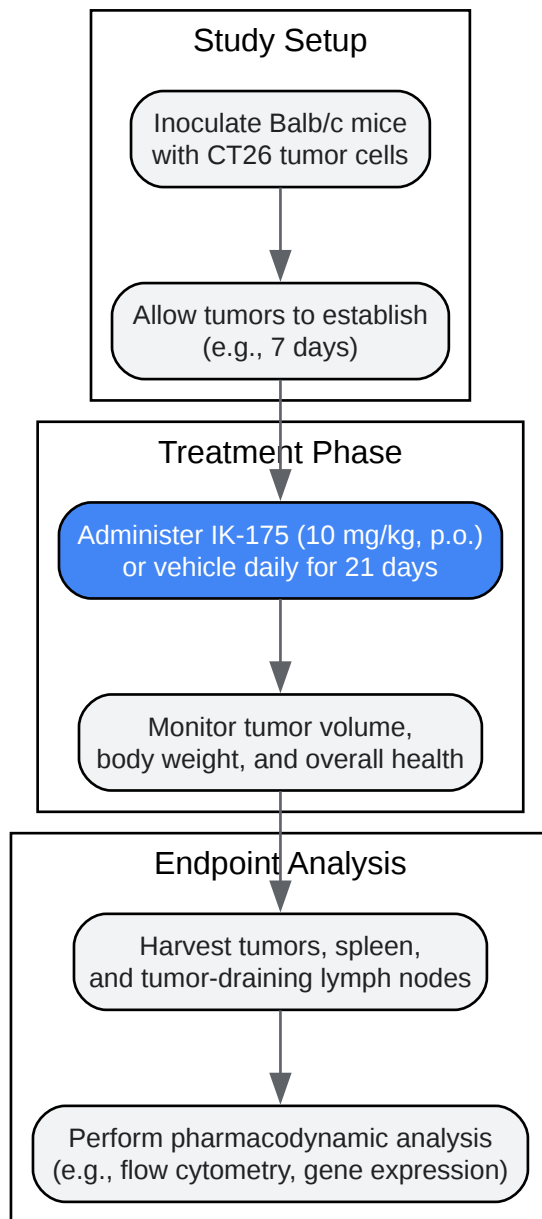 Study Setup
Inoculate Balb/c mice
with CT26 tumor cells
Allow tumors to establish
(e.g., 7 days)
Treatment Phase
Administer IK-175 (10 mg/kg, p.o.)
or vehicle daily for 21 days
Monitor tumor volume,
body weight, and overall health
Endpoint Analysis
Harvest tumors, spleen,
and tumor-draining lymph nodes
Perform pharmacodynamic analysis
(e.g., flow cytometry, gene expression)